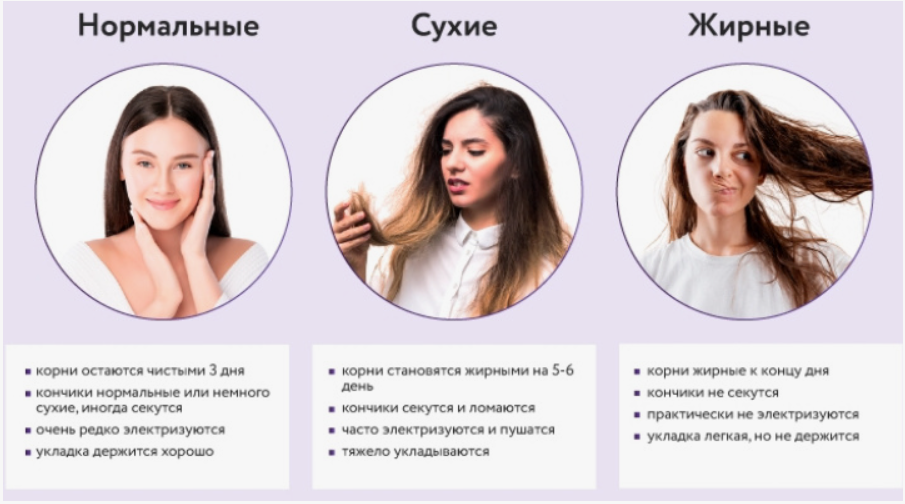 Нормальные
Сухие
Жирные
▪ корни остаются чистыми 3 дня
▪ кончики нормальные или немного
сухие, иногда секутся
▪ очень редко электризуются
▪ укладка держится хорошо
▪ корни становятся жирными на 5-6
день
▪ кончики секутся и ломаются
▪ часто электризуются и пушатся
▪ тяжело укладываются
▪ корни жирные к концу дня
▪ кончики не секутся
▪ практически не электризуются
▪ укладка легкая, но не держится